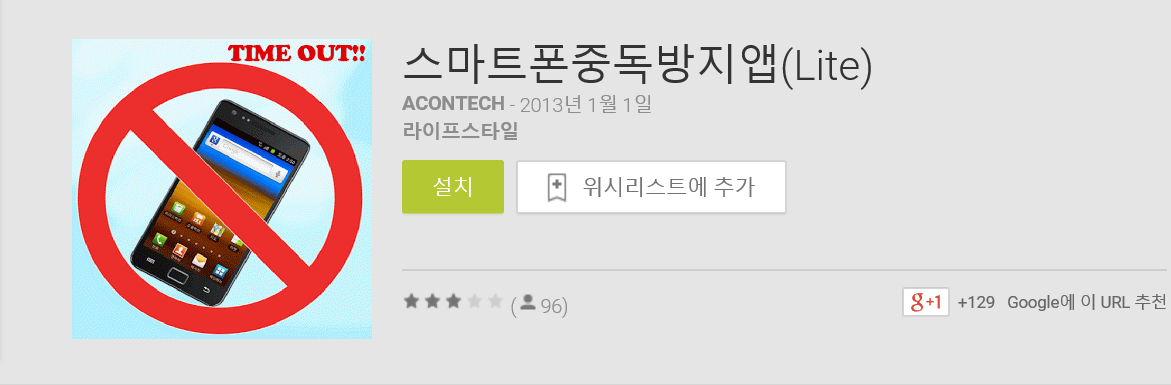 TIME OUT!!
스마트폰중독방지앱(Lite)
ACONTECH - 2013년 1월 1일
라이프스타일
설치
위시리스트에 추가
(96)
g+1 +129 Google에 이 URL 추천